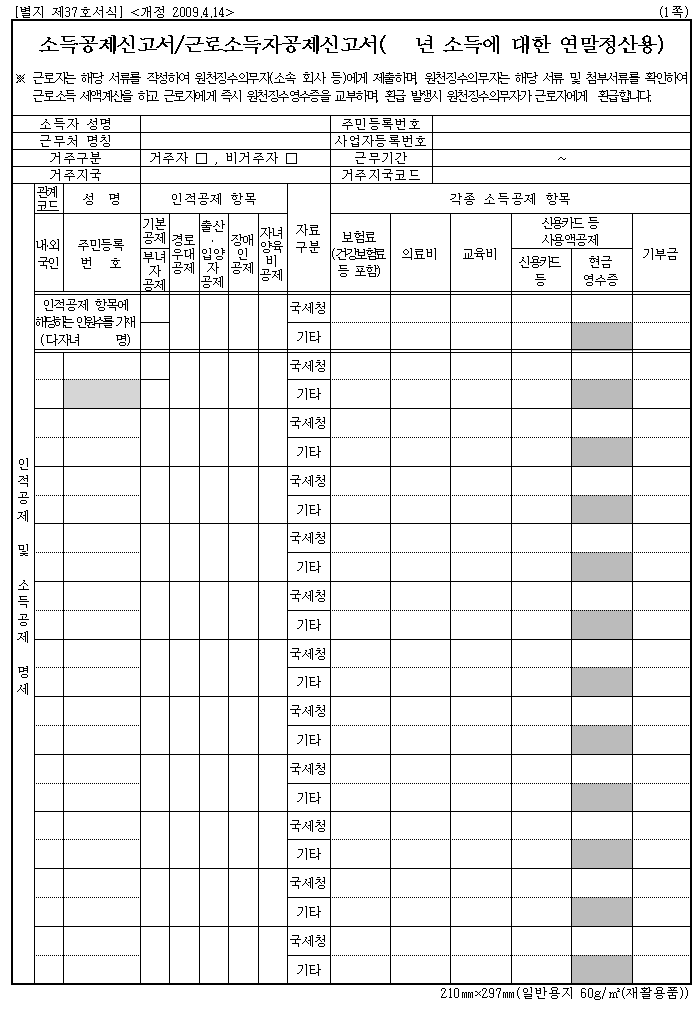 [별지 제37호서식] <개정 2009.4.14> (1쪽)
소득공제신고서/근로소득자공제신고서(   년 소득에 대한 연말정산용)
※ 근로자는 해당 서류를 작성하여 원천징수의무자(소속 회사 등)에게 제출하며, 원천징수의무자는 해당 서류 및 첨부서류를 확인하여
근로소득 세액계산을 하고 근로자에게 즉시 원천징수영수증을 교부하며, 환급 발생시 원천징수의무자가 근로자에게 환급합니다.
소득자 성명 주민등록번호
근무처 명칭 사업자등록번호
거주구분 거주자 □ , 비거주자 □ 근무기간 ~
거주지국 거주지국코드
관계
코드
성 명
인적공제 항목
자료
구분
각종 소득공제 항목
내·외
국인
주민등록
번 호
기본
공제
부녀
자
공제
경로
우대
공제
출산
·
입양
자
공제
장애
인
공제
자녀
양육
비
공제
보험료
(건강보험료
등 포함)
의료비
교육비
신용카드 등
사용액공제
신용카드
등
현금
영수증
기부금
인적공제 항목에
해당하는 인원수를 기재
(다자녀   명)
국세청
기타
인적공제 및 소득공제 명세
국세청
기타
국세청
기타
국세청
기타
국세청
기타
국세청
기타
국세청
기타
국세청
기타
국세청
기타
국세청
기타
국세청
기타
국세청
기타
210㎜×297㎜(일반용지 60g/㎡(재활용품))